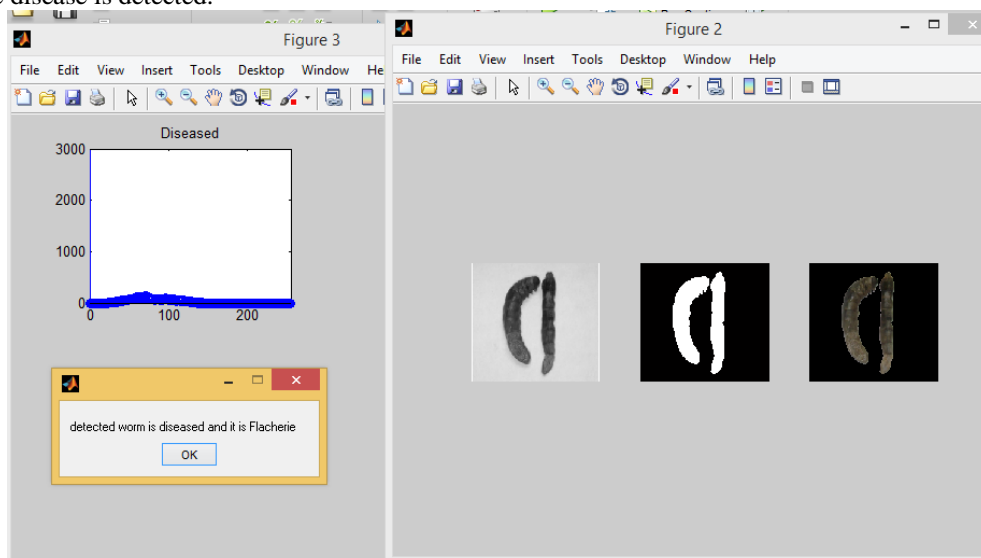 disease is detected.
Figure 3
File Edit View Insert Tools Desktop Window He
Diseased
3000
2000
1000
0
0 100 200
detected worm is diseased and it is Flacherie
OK
Figure 2
File Edit View Insert Tools Desktop Window Help